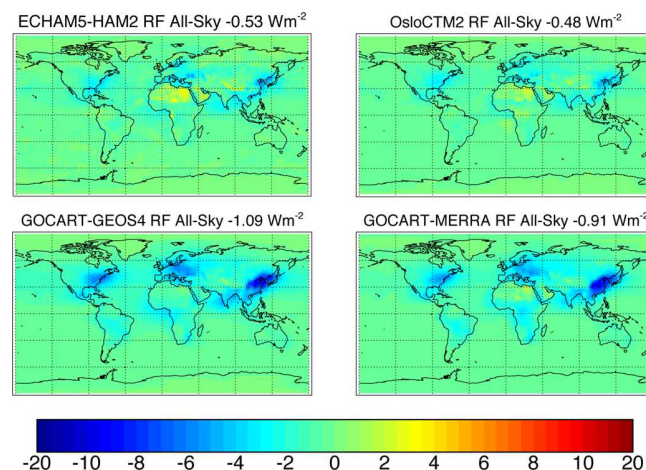 ECHAM5-HAM2 RF All-Sky -0.53 Wm⁻²
OsloCTM2 RF All-Sky -0.48 Wm⁻²
GOCART-GEOS4 RF All-Sky -1.09 Wm⁻²
GOCART-MERRA RF All-Sky -0.91 Wm⁻²
-20 -10 -8 -6 -4 -2 0 2 4 6 8 10 20